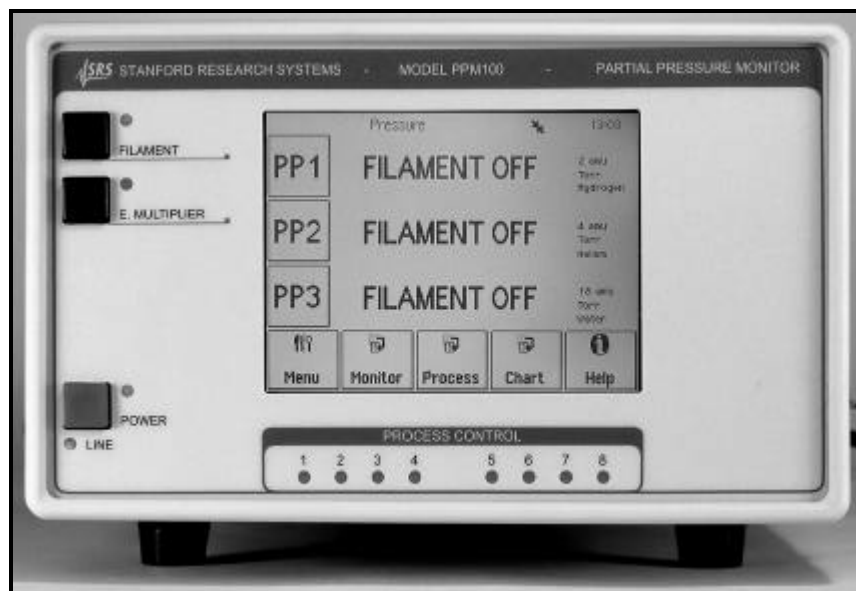 SRS STANFORD RESEARCH SYSTEMS - MODEL PPM100 - PARTIAL PRESSURE MONITOR
FILAMENT
E. MULTIPLIER
Pressure 13:03
PP1 FILAMENT OFF
2 amu
Torr
Hydrogen
PP2 FILAMENT OFF
4 amu
Torr
Helium
PP3 FILAMENT OFF
18 amu
Torr
Water
Menu Monitor Process Chart Help
POWER
LINE
PROCESS CONTROL
1 2 3 4 5 6 7 8